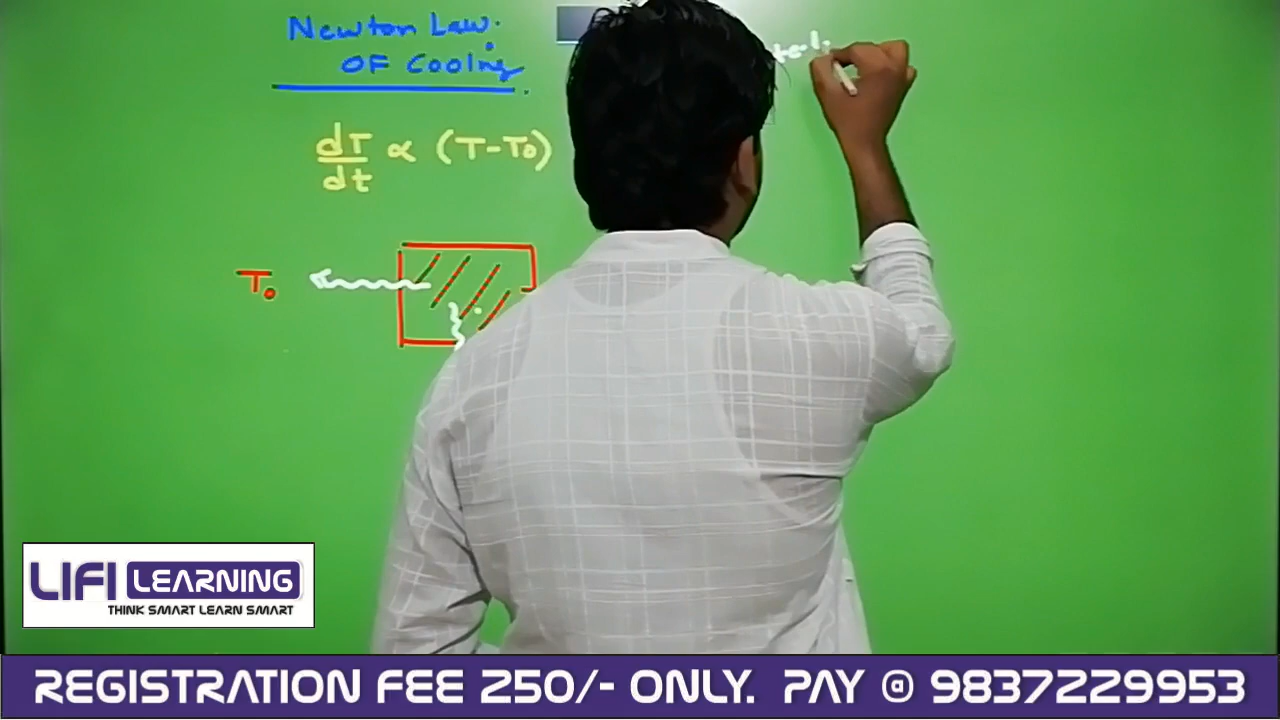 Newton Law.
OF Cooling
dT/dt ∝ (T-T₀)
T₀
LIFI LEARNING
THINK SMART LEARN SMART
REGISTRATION FEE 250/- ONLY. PAY @ 9837229953